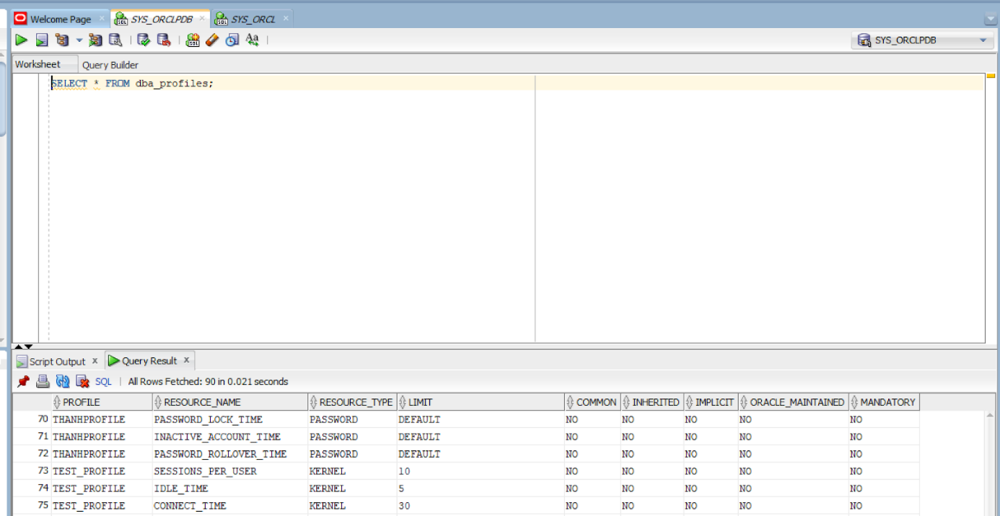 Welcome Page SYS_ORCLPDB SYS_ORCL
SYS_ORCLPDB
Worksheet Query Builder
SELECT * FROM dba_profiles;
Script Output x Query Result x
SQL | All Rows Fetched: 90 in 0.021 seconds
PROFILE RESOURCE_NAME RESOURCE_TYPE LIMIT COMMON INHERITED IMPLICIT ORACLE_MAINTAINED MANDATORY
70 THANHPROFILE PASSWORD_LOCK_TIME PASSWORD DEFAULT NO NO NO NO NO
71 THANHPROFILE INACTIVE_ACCOUNT_TIME PASSWORD DEFAULT NO NO NO NO NO
72 THANHPROFILE PASSWORD_ROLLOVER_TIME PASSWORD DEFAULT NO NO NO NO NO
73 TEST_PROFILE SESSIONS_PER_USER KERNEL 10 NO NO NO NO NO
74 TEST_PROFILE IDLE_TIME KERNEL 5 NO NO NO NO NO
75 TEST_PROFILE CONNECT_TIME KERNEL 30 NO NO NO NO NO